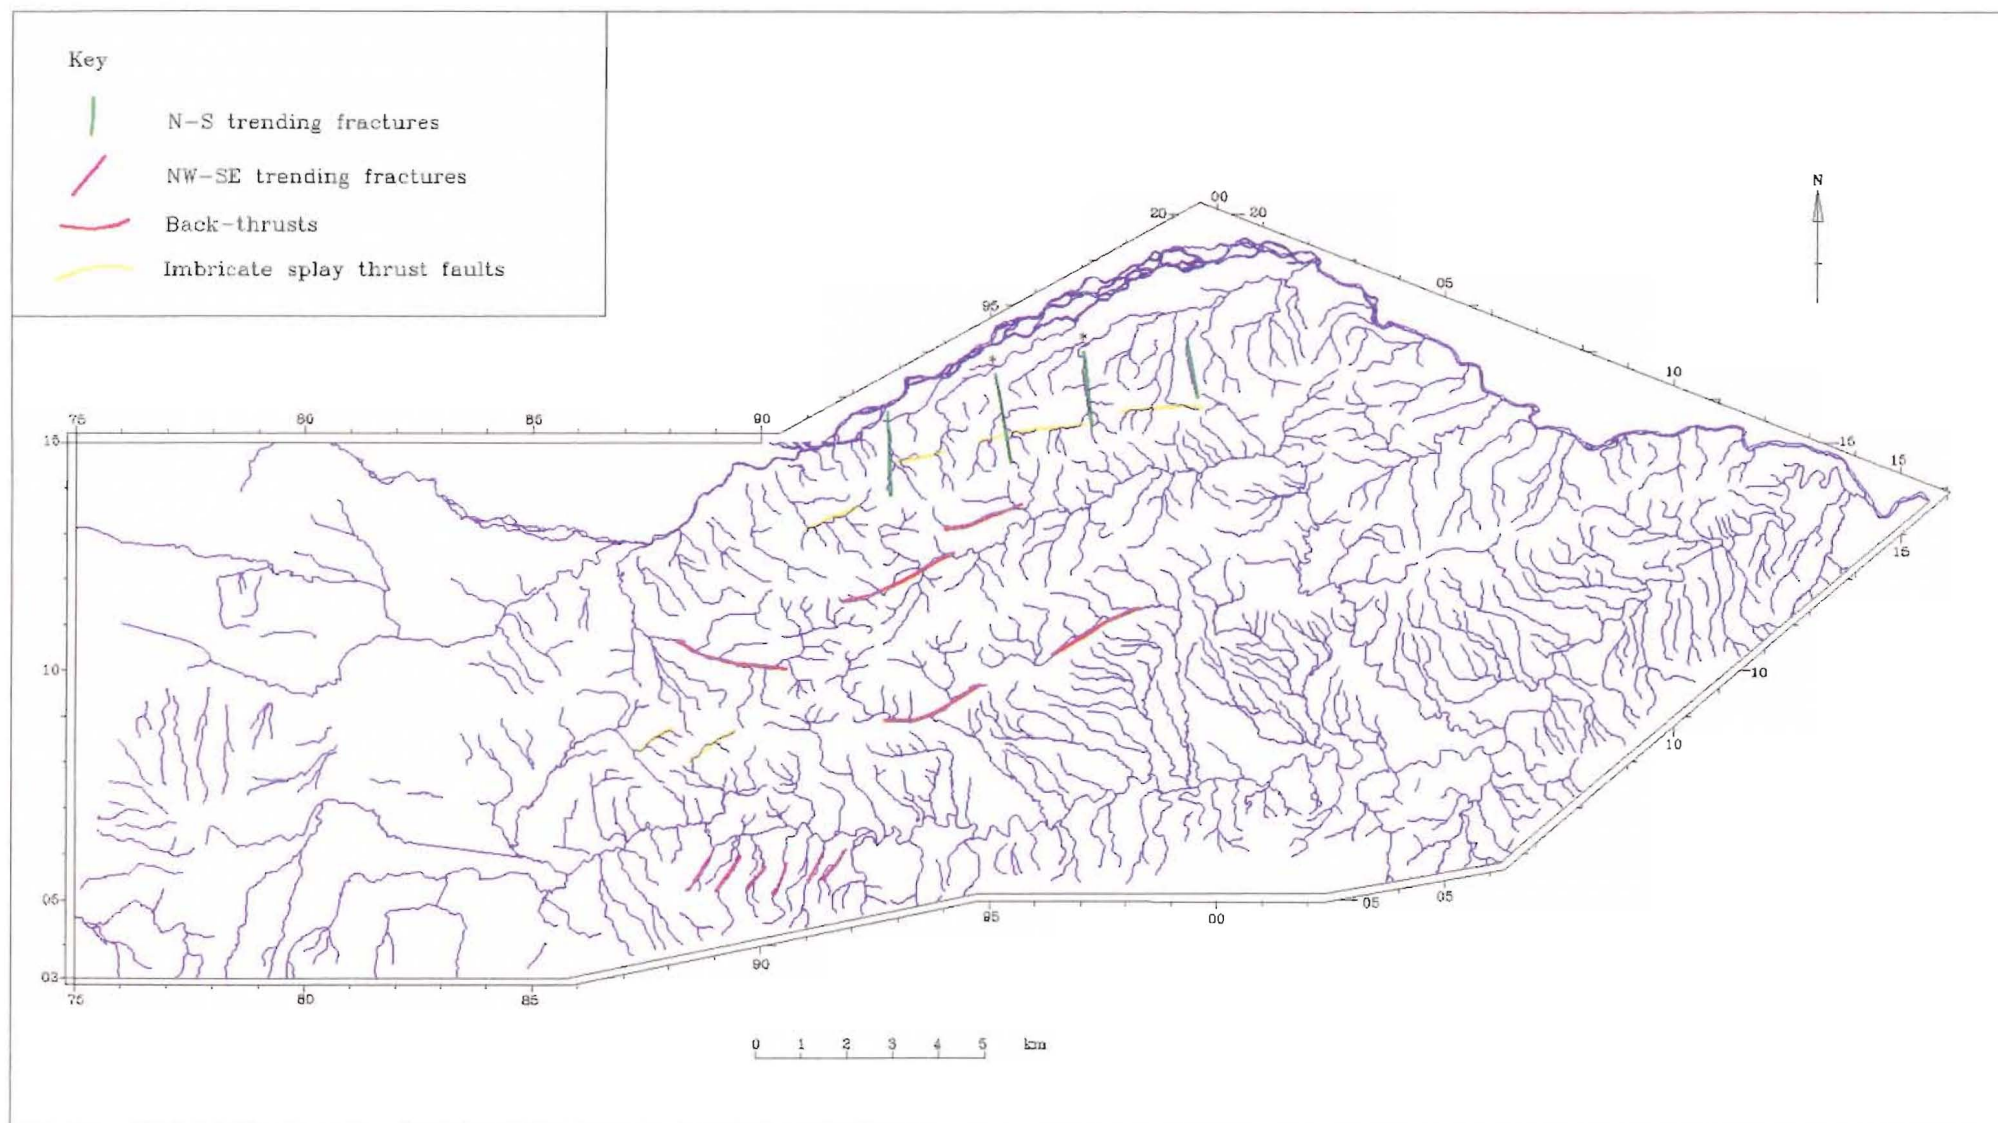 Key
N-S trending fractures
NW-SE trending fractures
Back-thrusts
Imbricate splay thrust faults
N
00
20 20
95
05
10
75 80 85 90
15
15
15
15
10
10
10
05
03
05
05
95
00
90
75 80 85
0 1 2 3 4 5 km